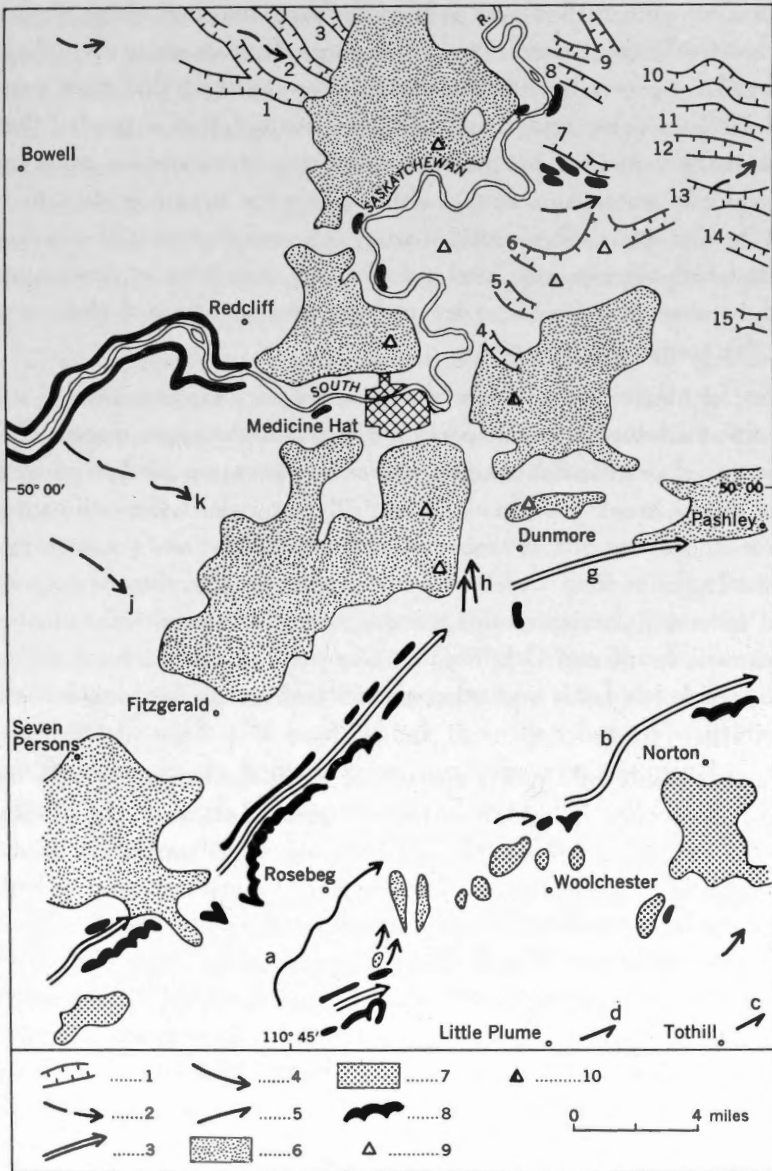 R.
3
2
1
9
8
10
11
12
13
14
15
Bowell
SASKATCHEWAN
6
5
4
Redcliff
SOUTH
Medicine Hat
50° 00'
50° 00'
k
Dunmore
Pashley
g
h
j
Fitzgerald
Seven
Persons
b
Norton
Rosebeg
Woolchester
a
110° 45'
Little Plume
d
Tothill
c
......1
......4
......7
......10
......2
......5
......8
......3
......6
......9
0 4 miles